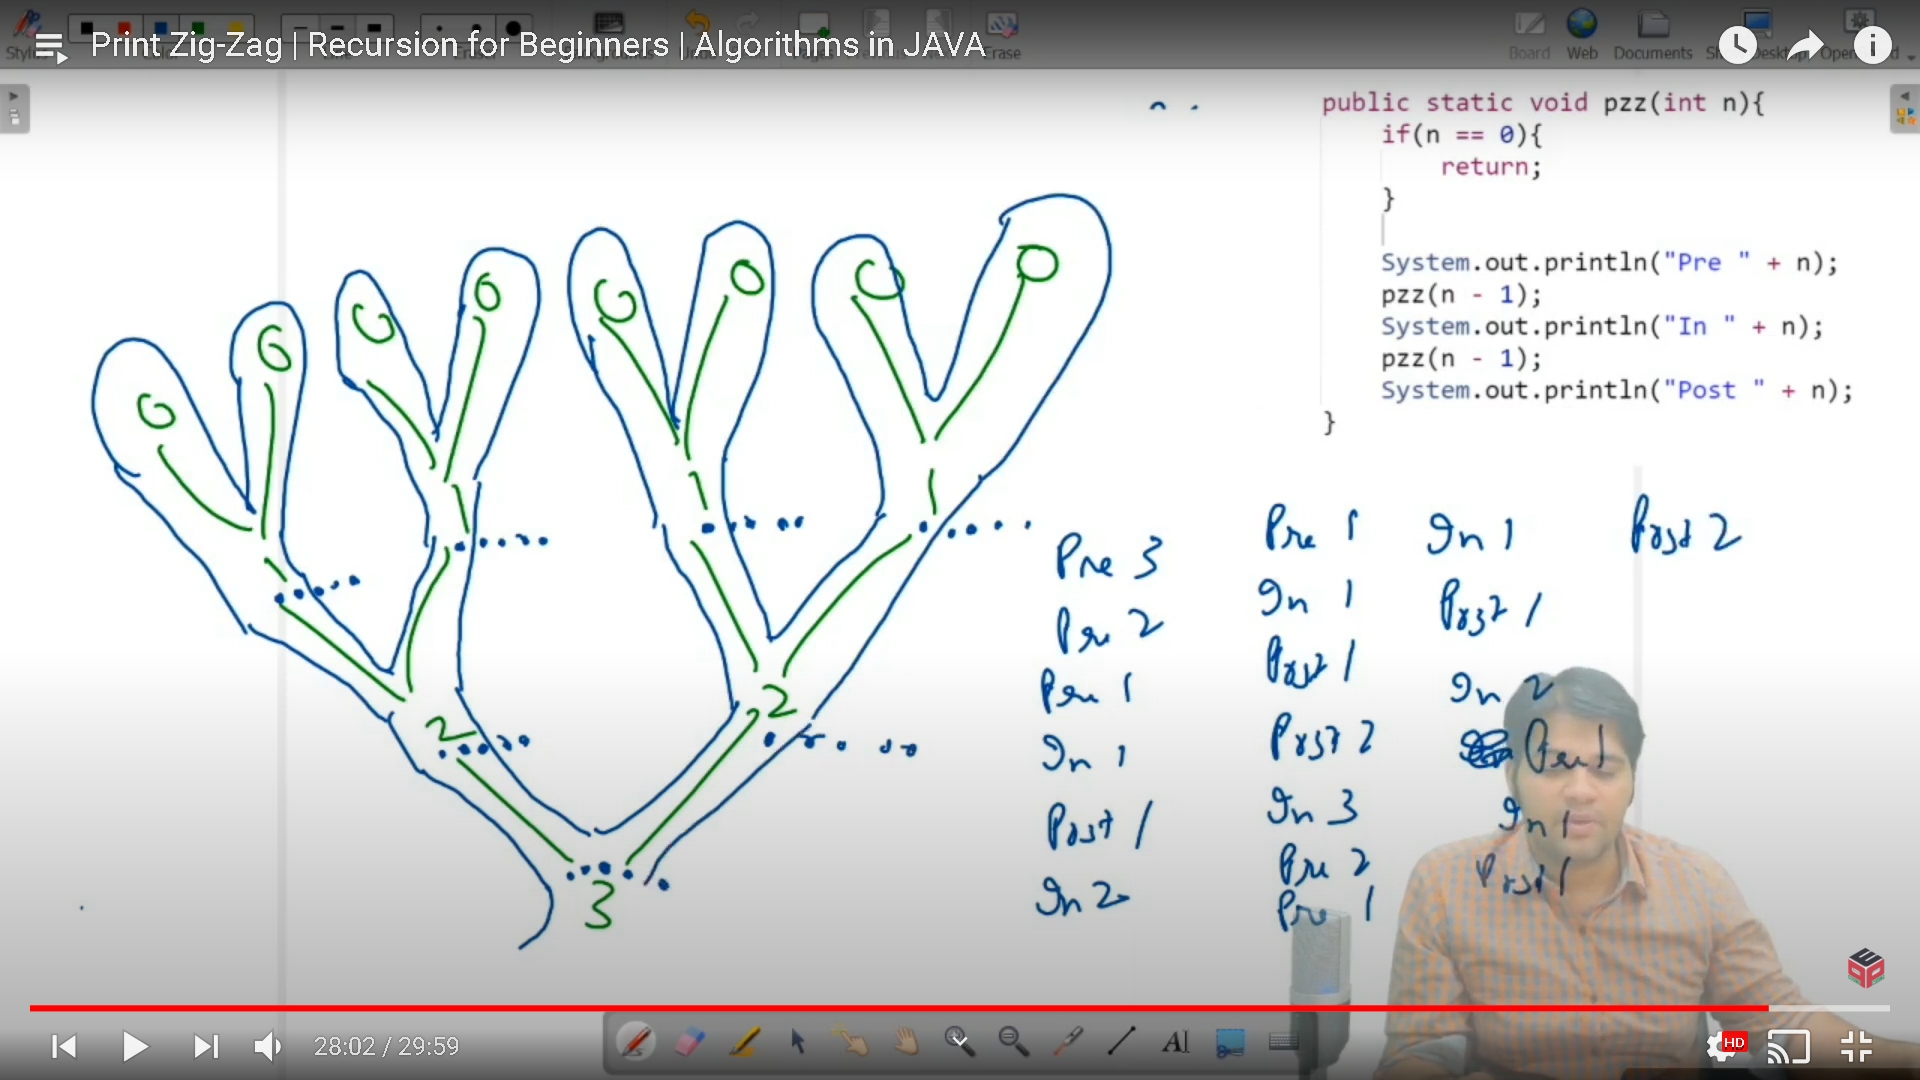 Print Zig-Zag | Recursion for Beginners | Algorithms in JAVA
Board Web Documents
public static void pzz(int n){
if(n == 0){
return;
}
System.out.println("Pre " + n);
pzz(n - 1);
System.out.println("In " + n);
pzz(n - 1);
System.out.println("Post " + n);
}
0 0 0 0 0 0 0 0
1 1 1 1
2 2
3
Pre 3
Pre 2
Pre 1
In 1
Post 1
In 2
Pre 1
In 1
Post 1
Post 2
In 3
Pre 2
Pre 1
In 1
Post 1
In 2
Pre 1
In 1
Post 1
Post 2
28:02 / 29:59
HD
AI